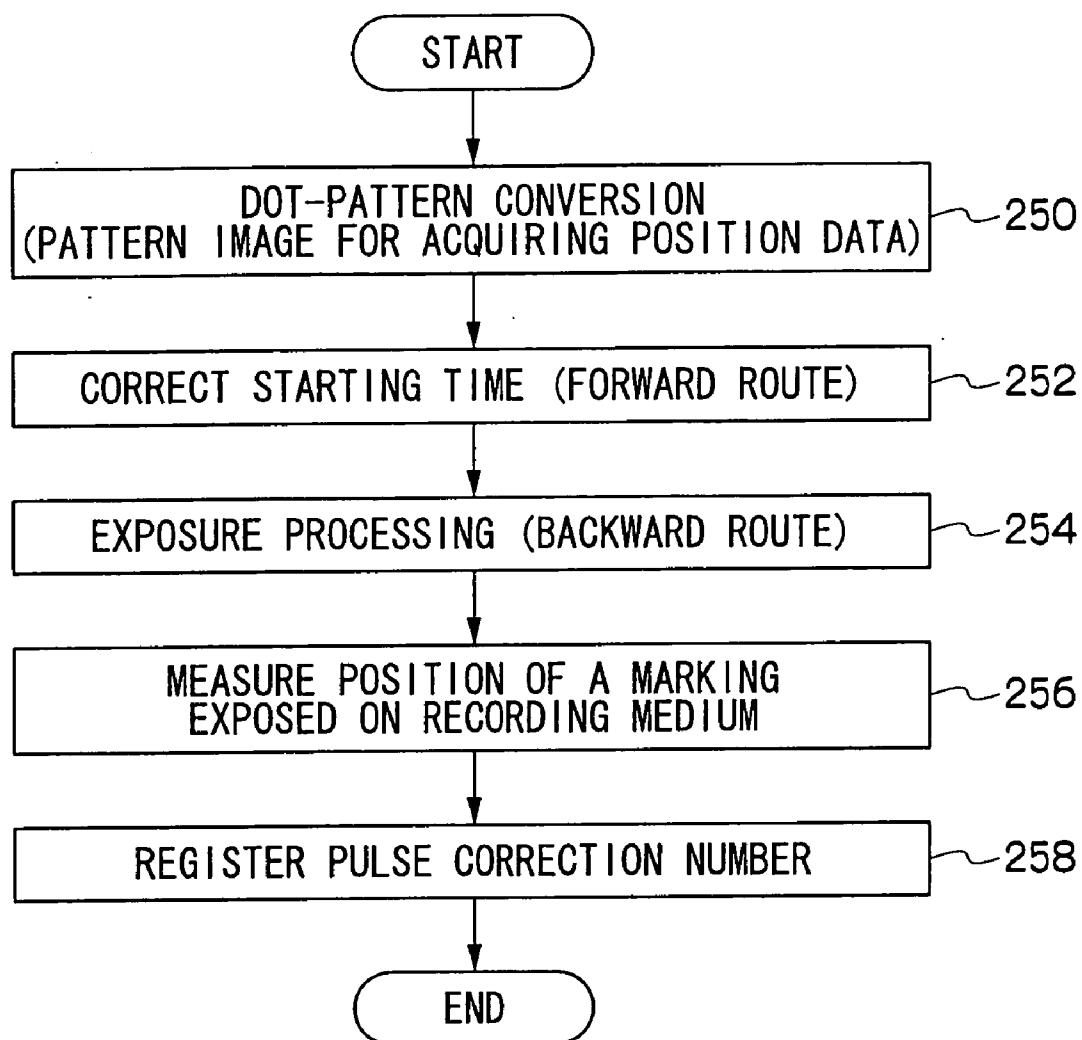 START
DOT-PATTERN CONVERSION
(PATTERN IMAGE FOR ACQUIRING POSITION DATA)
250
CORRECT STARTING TIME (FORWARD ROUTE)
252
EXPOSURE PROCESSING (BACKWARD ROUTE)
254
MEASURE POSITION OF A MARKING
EXPOSED ON RECORDING MEDIUM
256
REGISTER PULSE CORRECTION NUMBER
258
END